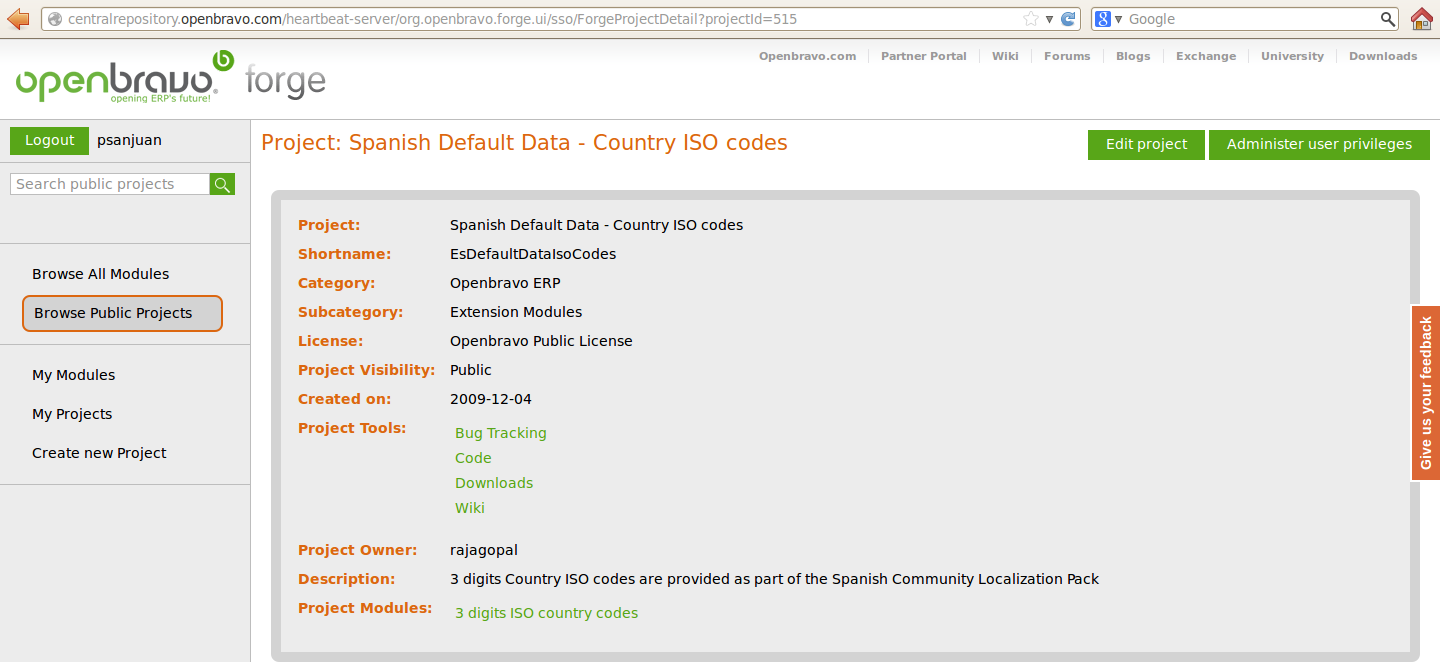 centralrepository.openbravo.com/heartbeat-server/org.openbravo.forge.ui/sso/ForgeProjectDetail?projectId=515
8 Google
Openbravo.com Partner Portal Wiki Forums Blogs Exchange University Downloads
openbravo b forge
opening ERP's future!
Logout psanjuan
Project: Spanish Default Data - Country ISO codes
Edit project Administer user privileges
Search public projects
Browse All Modules
Browse Public Projects
My Modules
My Projects
Create new Project
Project: Spanish Default Data - Country ISO codes
Shortname: EsDefaultDataIsoCodes
Category: Openbravo ERP
Subcategory: Extension Modules
License: Openbravo Public License
Project Visibility: Public
Created on: 2009-12-04
Project Tools: Bug Tracking
Code
Downloads
Wiki
Project Owner: rajagopal
Description: 3 digits Country ISO codes are provided as part of the Spanish Community Localization Pack
Project Modules: 3 digits ISO country codes
Give us your feedback